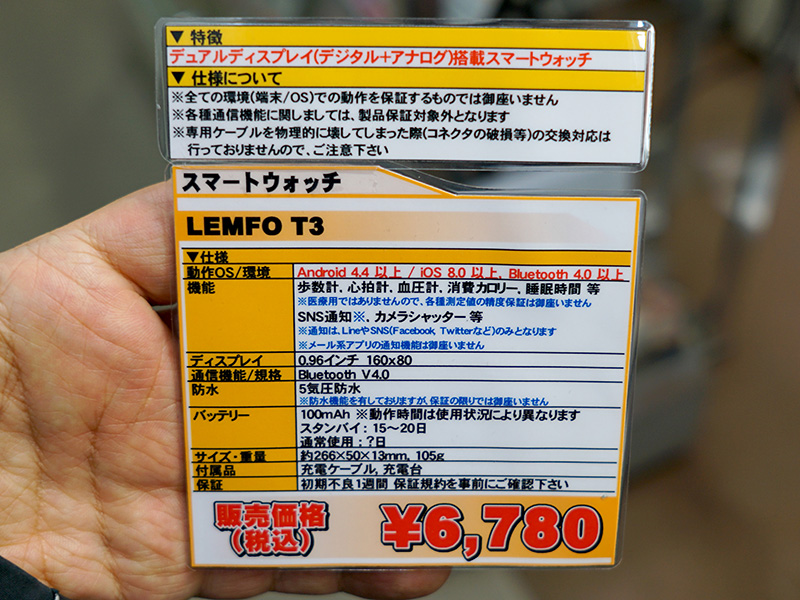 ▼ 特徴
デュアルディスプレイ(デジタル+アナログ)搭載スマートウォッチ
▼ 仕様について
※全ての環境(端末/OS)での動作を保証するものでは御座いません
※各種通信機能に関しましては、製品保証対象外となります
※専用ケーブルを物理的に壊してしまった際(コネクタの破損等)の交換対応は
行っておりませんので、ご注意下さい
スマートウォッチ
LEMFO T3
▼仕様
動作OS/環境 Android 4.4 以上 / iOS 8.0 以上, Bluetooth 4.0 以上
機能 歩数計, 心拍計, 血圧計, 消費カロリー, 睡眠時間 等
※医療用ではありませんので、各種測定値の精度保証は御座いません
SNS通知※, カメラシャッター 等
※通知は、LineやSNS(Facebook, Twitterなど)のみとなります
※メール系アプリの通知機能は御座いません
ディスプレイ 0.96インチ 160x80
通信機能/規格 Bluetooth V4.0
防水 5気圧防水
※防水機能を有しておりますが、保証の限りでは御座いません
バッテリー 100mAh ※動作時間は使用状況により異なります
スタンバイ : 15～20日
通常使用 : ?日
サイズ・重量 約266×50×13mm, 105g
付属品 充電ケーブル, 充電台
保証 初期不良1週間 保証規約を事前にご確認下さい
販売価格
(税込)
¥6,780